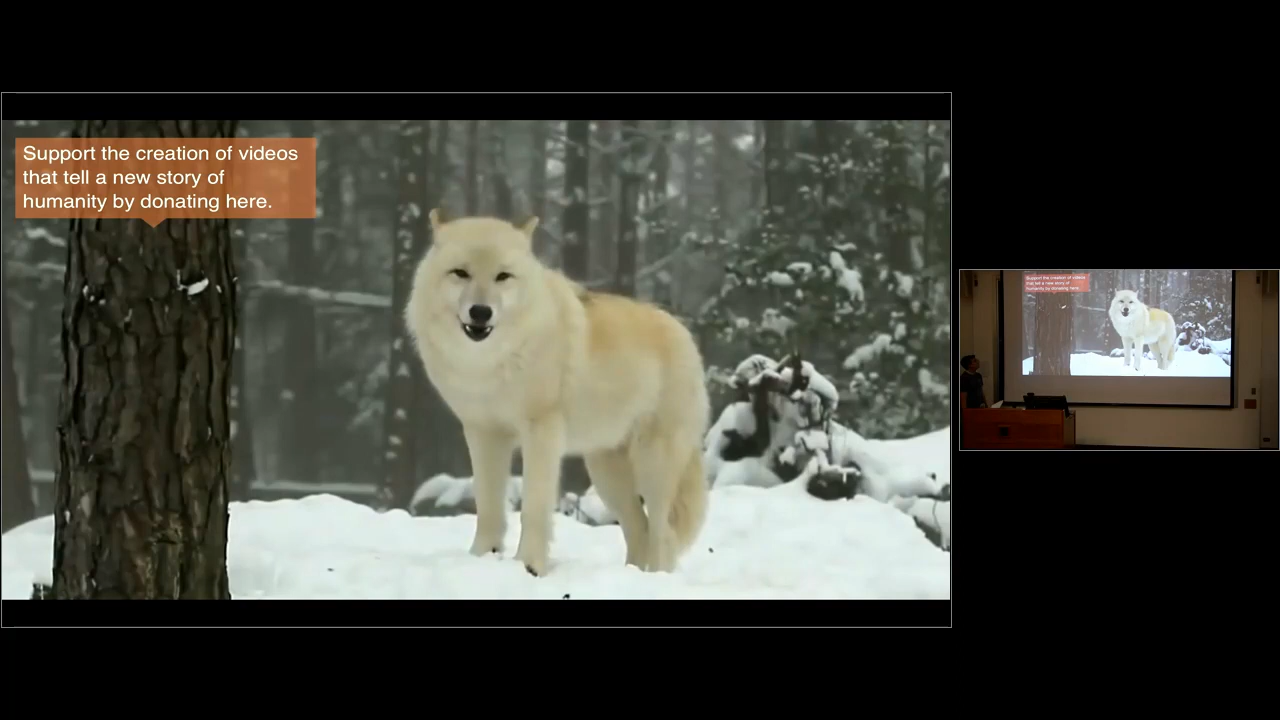 Support the creation of videos
that tell a new story of
humanity by donating here.